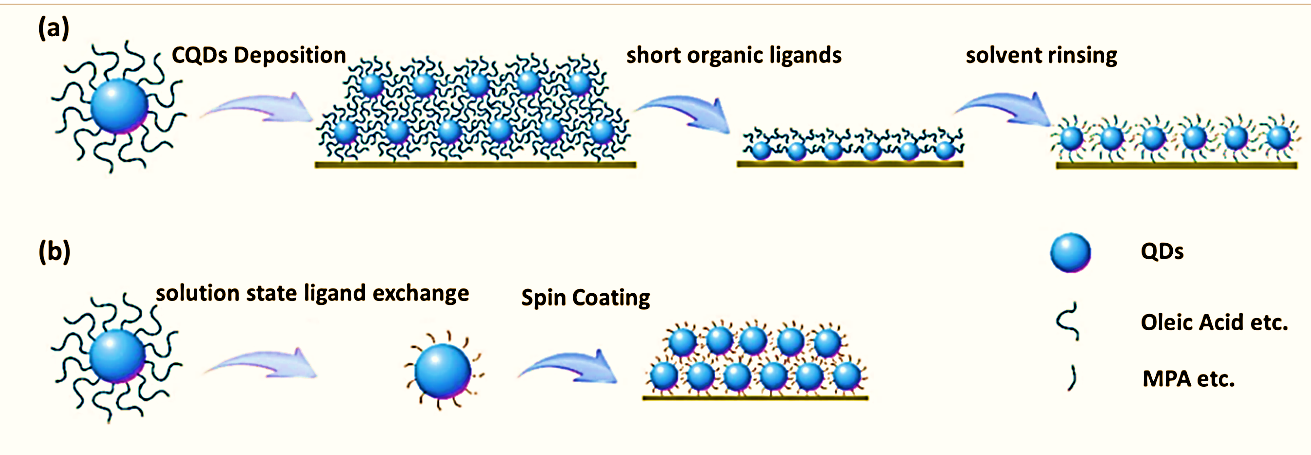 (a)
CQDs Deposition
short organic ligands
solvent rinsing
(b)
solution state ligand exchange
Spin Coating
QDs
Oleic Acid etc.
MPA etc.